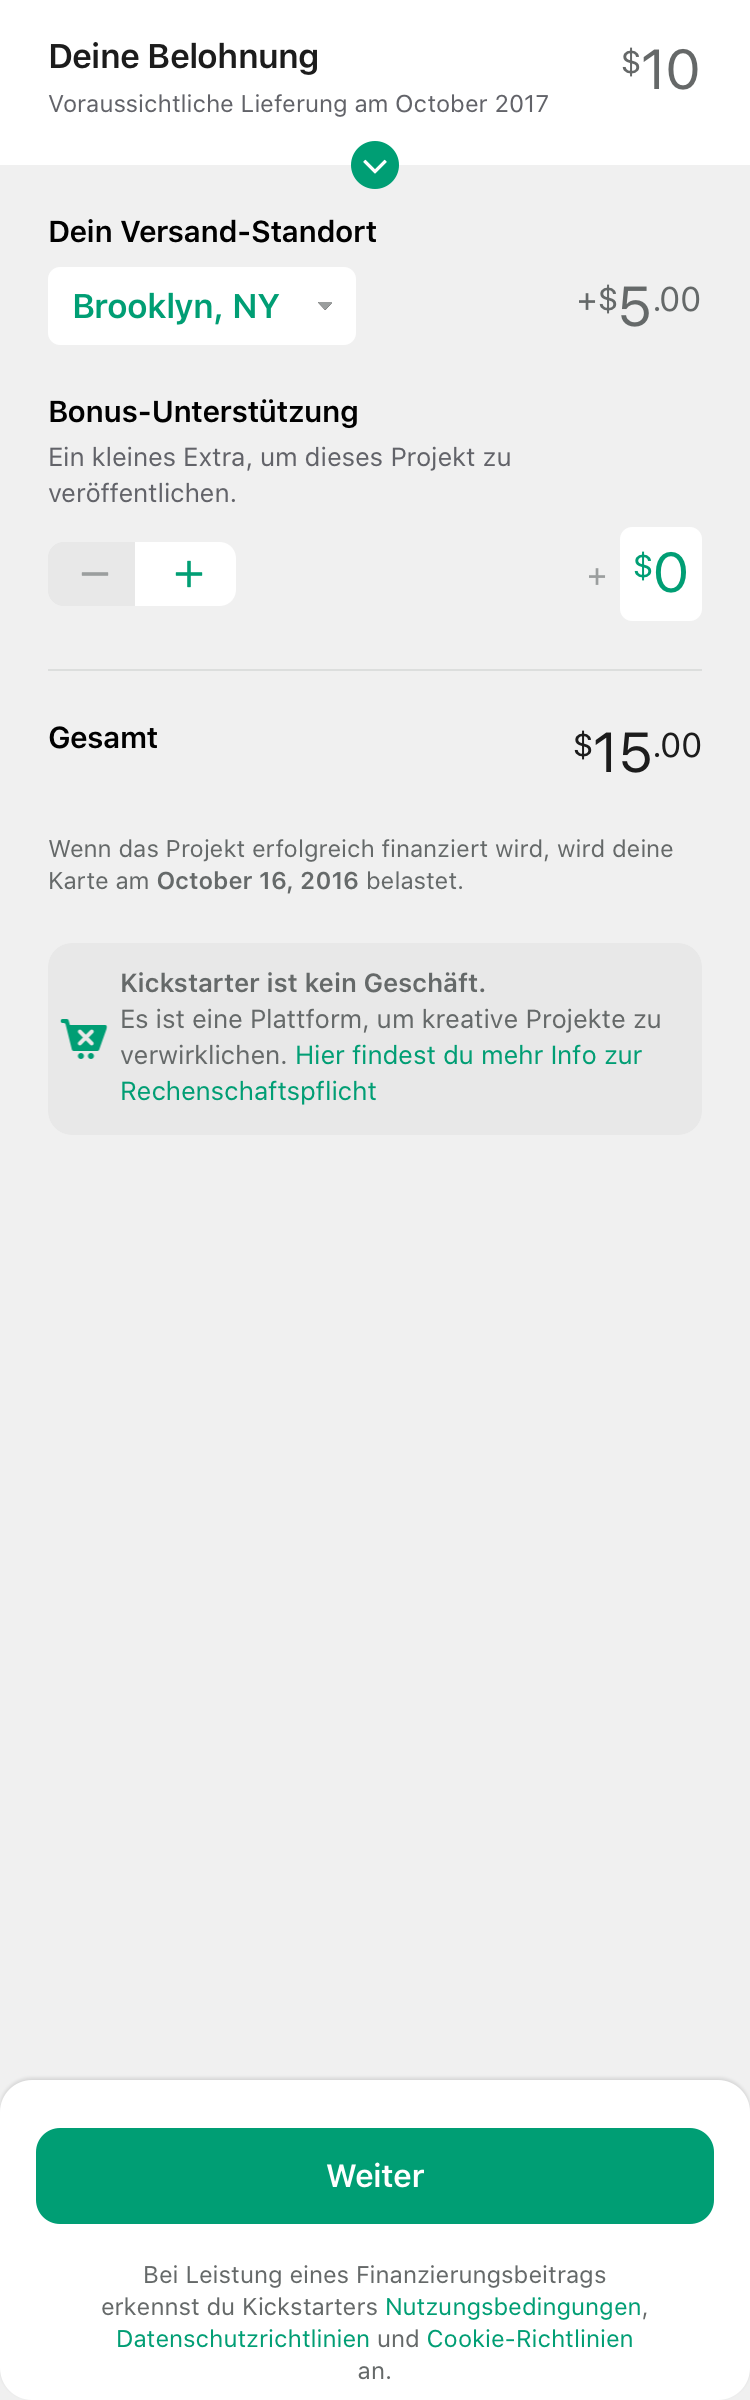 Deine Belohnung
$10
Voraussichtliche Lieferung am October 2017
Dein Versand-Standort
Brooklyn, NY
+$5.00
Bonus-Unterstützung
Ein kleines Extra, um dieses Projekt zu
veröffentlichen.
− +
+ $0
Gesamt
$15.00
Wenn das Projekt erfolgreich finanziert wird, wird deine
Karte am October 16, 2016 belastet.
Kickstarter ist kein Geschäft.
Es ist eine Plattform, um kreative Projekte zu
verwirklichen. Hier findest du mehr Info zur
Rechenschaftspflicht
Weiter
Bei Leistung eines Finanzierungsbeitrags
erkennst du Kickstarters Nutzungsbedingungen,
Datenschutzrichtlinien und Cookie-Richtlinien
an.